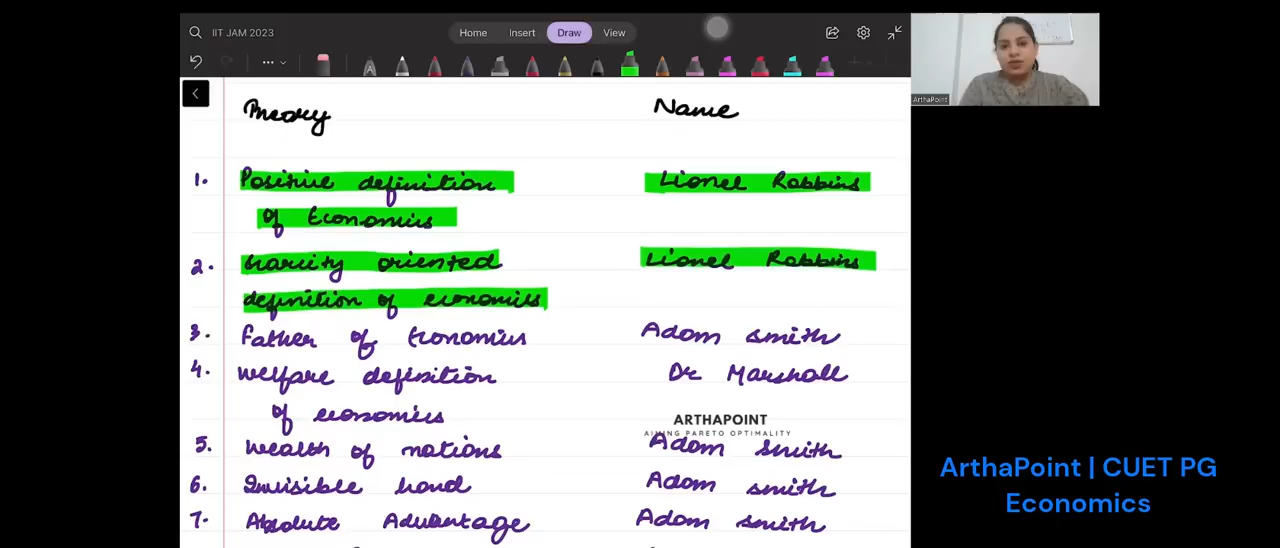 IIT JAM 2023
Home Insert Draw View
ArthaPoint
Theory Name
1. Positive definition Lionel Robbins
of Economics
2. Scarcity oriented Lionel Robbins
definition of economics
3. Father of Economics Adam Smith
4. Welfare definition Dr Marshall
of economics
ARTHAPOINT
AIMING PARETO OPTIMALITY
5. Wealth of nations Adam Smith
6. Invisible hand Adam Smith
7. Absolute Advantage Adam Smith
ArthaPoint | CUET PG
Economics